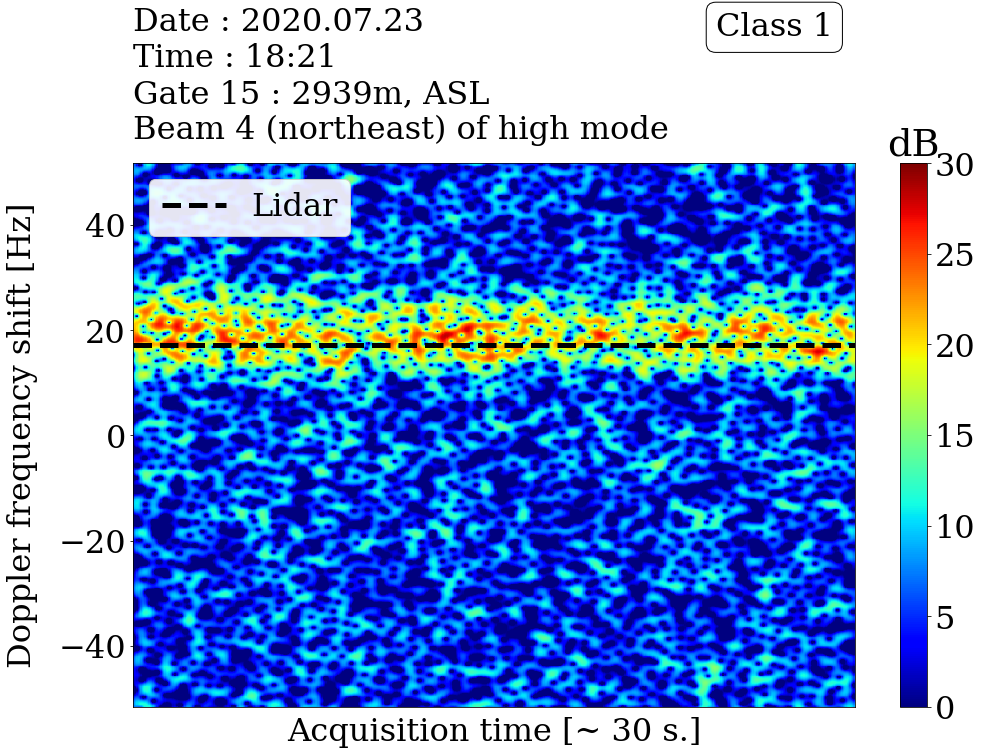 Date : 2020.07.23
Time : 18:21
Gate 15 : 2939m, ASL
Beam 4 (northeast) of high mode
Class 1
dB
Lidar
Doppler frequency shift [Hz]
40
20
0
−20
−40
Acquisition time [~ 30 s.]
30
25
20
15
10
5
0